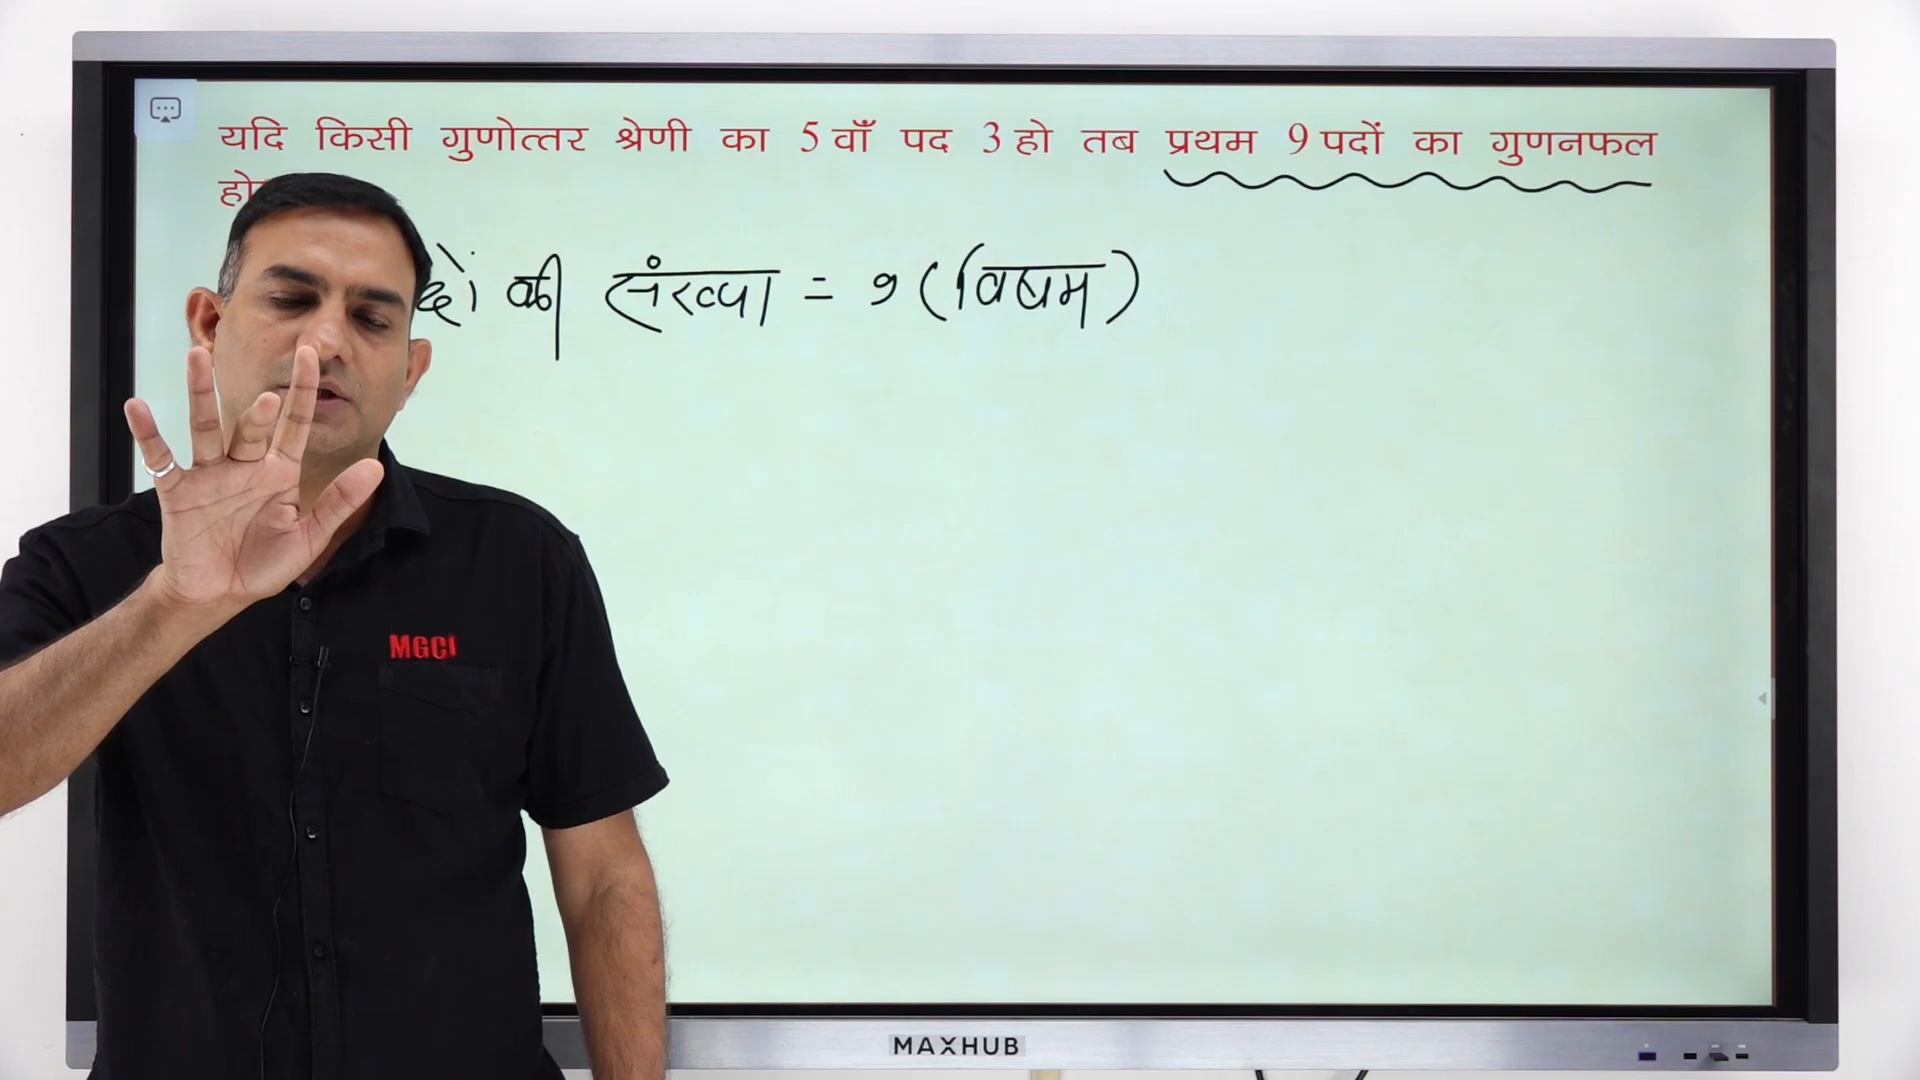 यदि किसी गुणोत्तर श्रेणी का 5 वाँ पद 3 हो तब प्रथम 9 पदों का गुणनफल
की संख्या = 9 (विषम)
MGCI
MAXHUB